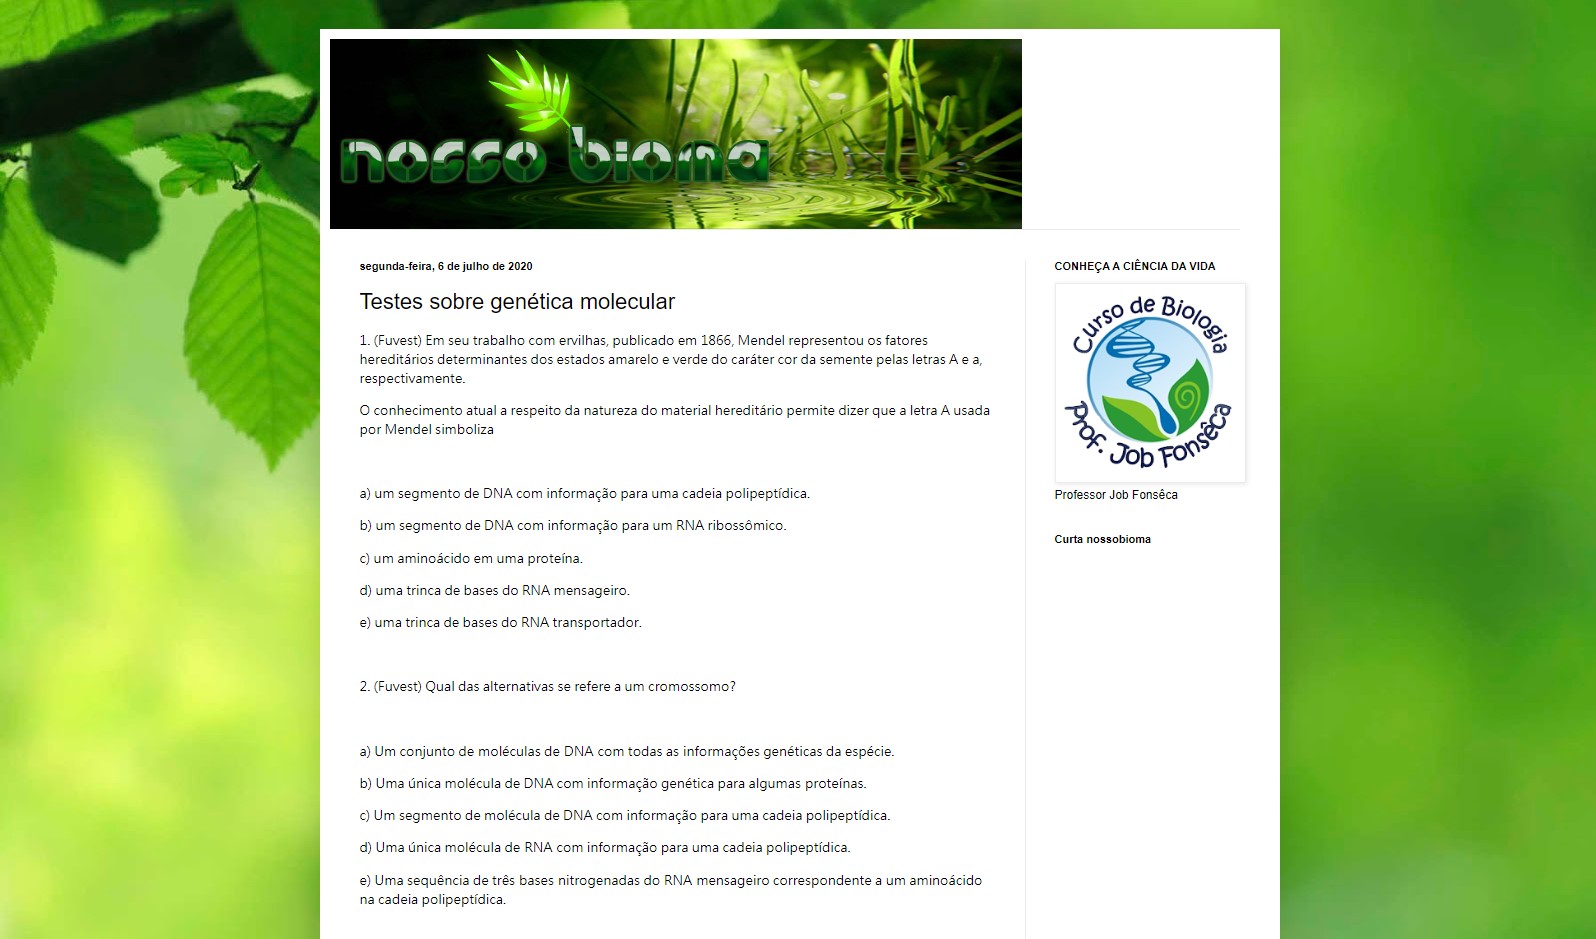 nosso bioma
segunda-feira, 6 de julho de 2020
Testes sobre genética molecular
1. (Fuvest) Em seu trabalho com ervilhas, publicado em 1866, Mendel representou os fatores
hereditários determinantes dos estados amarelo e verde do caráter cor da semente pelas letras A e a,
respectivamente.
O conhecimento atual a respeito da natureza do material hereditário permite dizer que a letra A usada
por Mendel simboliza
a) um segmento de DNA com informação para uma cadeia polipeptídica.
b) um segmento de DNA com informação para um RNA ribossômico.
c) um aminoácido em uma proteína.
d) uma trinca de bases do RNA mensageiro.
e) uma trinca de bases do RNA transportador.
2. (Fuvest) Qual das alternativas se refere a um cromossomo?
a) Um conjunto de moléculas de DNA com todas as informações genéticas da espécie.
b) Uma única molécula de DNA com informação genética para algumas proteínas.
c) Um segmento de molécula de DNA com informação para uma cadeia polipeptídica.
d) Uma única molécula de RNA com informação para uma cadeia polipeptídica.
e) Uma sequência de três bases nitrogenadas do RNA mensageiro correspondente a um aminoácido
na cadeia polipeptídica.
CONHEÇA A CIÊNCIA DA VIDA
Curso de Biologia
Prof. Job Fonsêca
Professor Job Fonsêca
Curta nossobioma